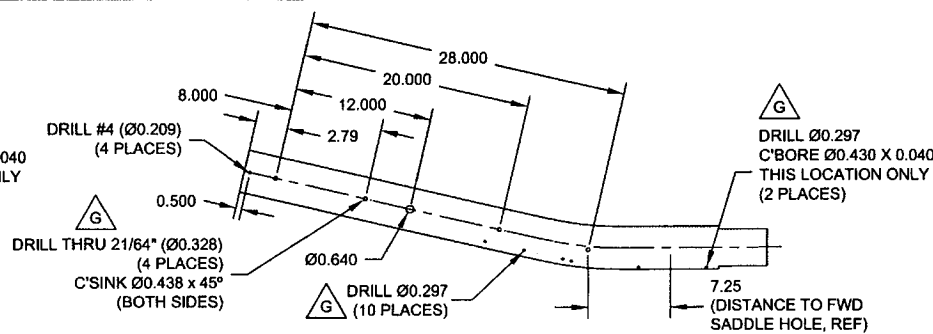 28.000
20.000
8.000
12.000
2.79
DRILL #4 (Ø0.209)
(4 PLACES)
040
LY
0.500
G
DRILL THRU 21/64" (Ø0.328)
(4 PLACES)
C'SINK Ø0.438 x 45°
(BOTH SIDES)
Ø0.640
G
DRILL Ø0.297
(10 PLACES)
G
DRILL Ø0.297
C'BORE Ø0.430 X 0.040
THIS LOCATION ONLY
(2 PLACES)
7.25
(DISTANCE TO FWD
SADDLE HOLE, REF)